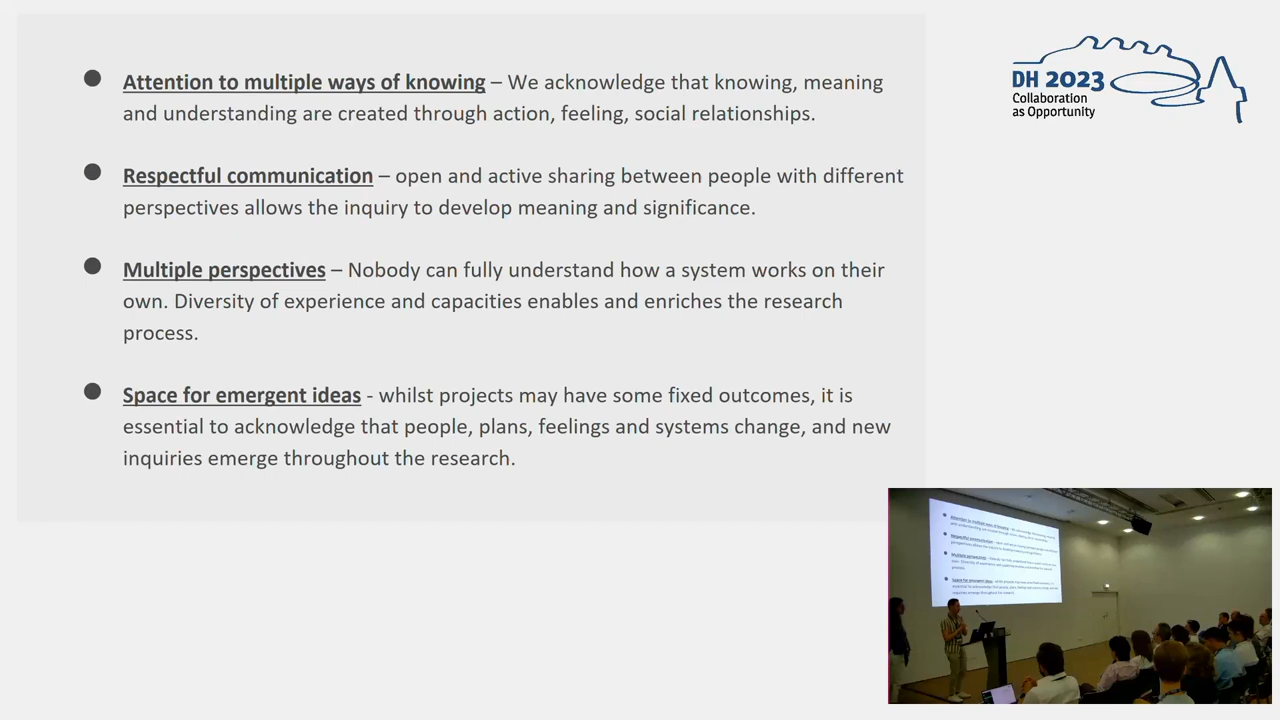 ● Attention to multiple ways of knowing – We acknowledge that knowing, meaning
and understanding are created through action, feeling, social relationships.
● Respectful communication – open and active sharing between people with different
perspectives allows the inquiry to develop meaning and significance.
● Multiple perspectives – Nobody can fully understand how a system works on their
own. Diversity of experience and capacities enables and enriches the research
process.
● Space for emergent ideas - whilst projects may have some fixed outcomes, it is
essential to acknowledge that people, plans, feelings and systems change, and new
inquiries emerge throughout the research.
DH 2023
Collaboration
as Opportunity